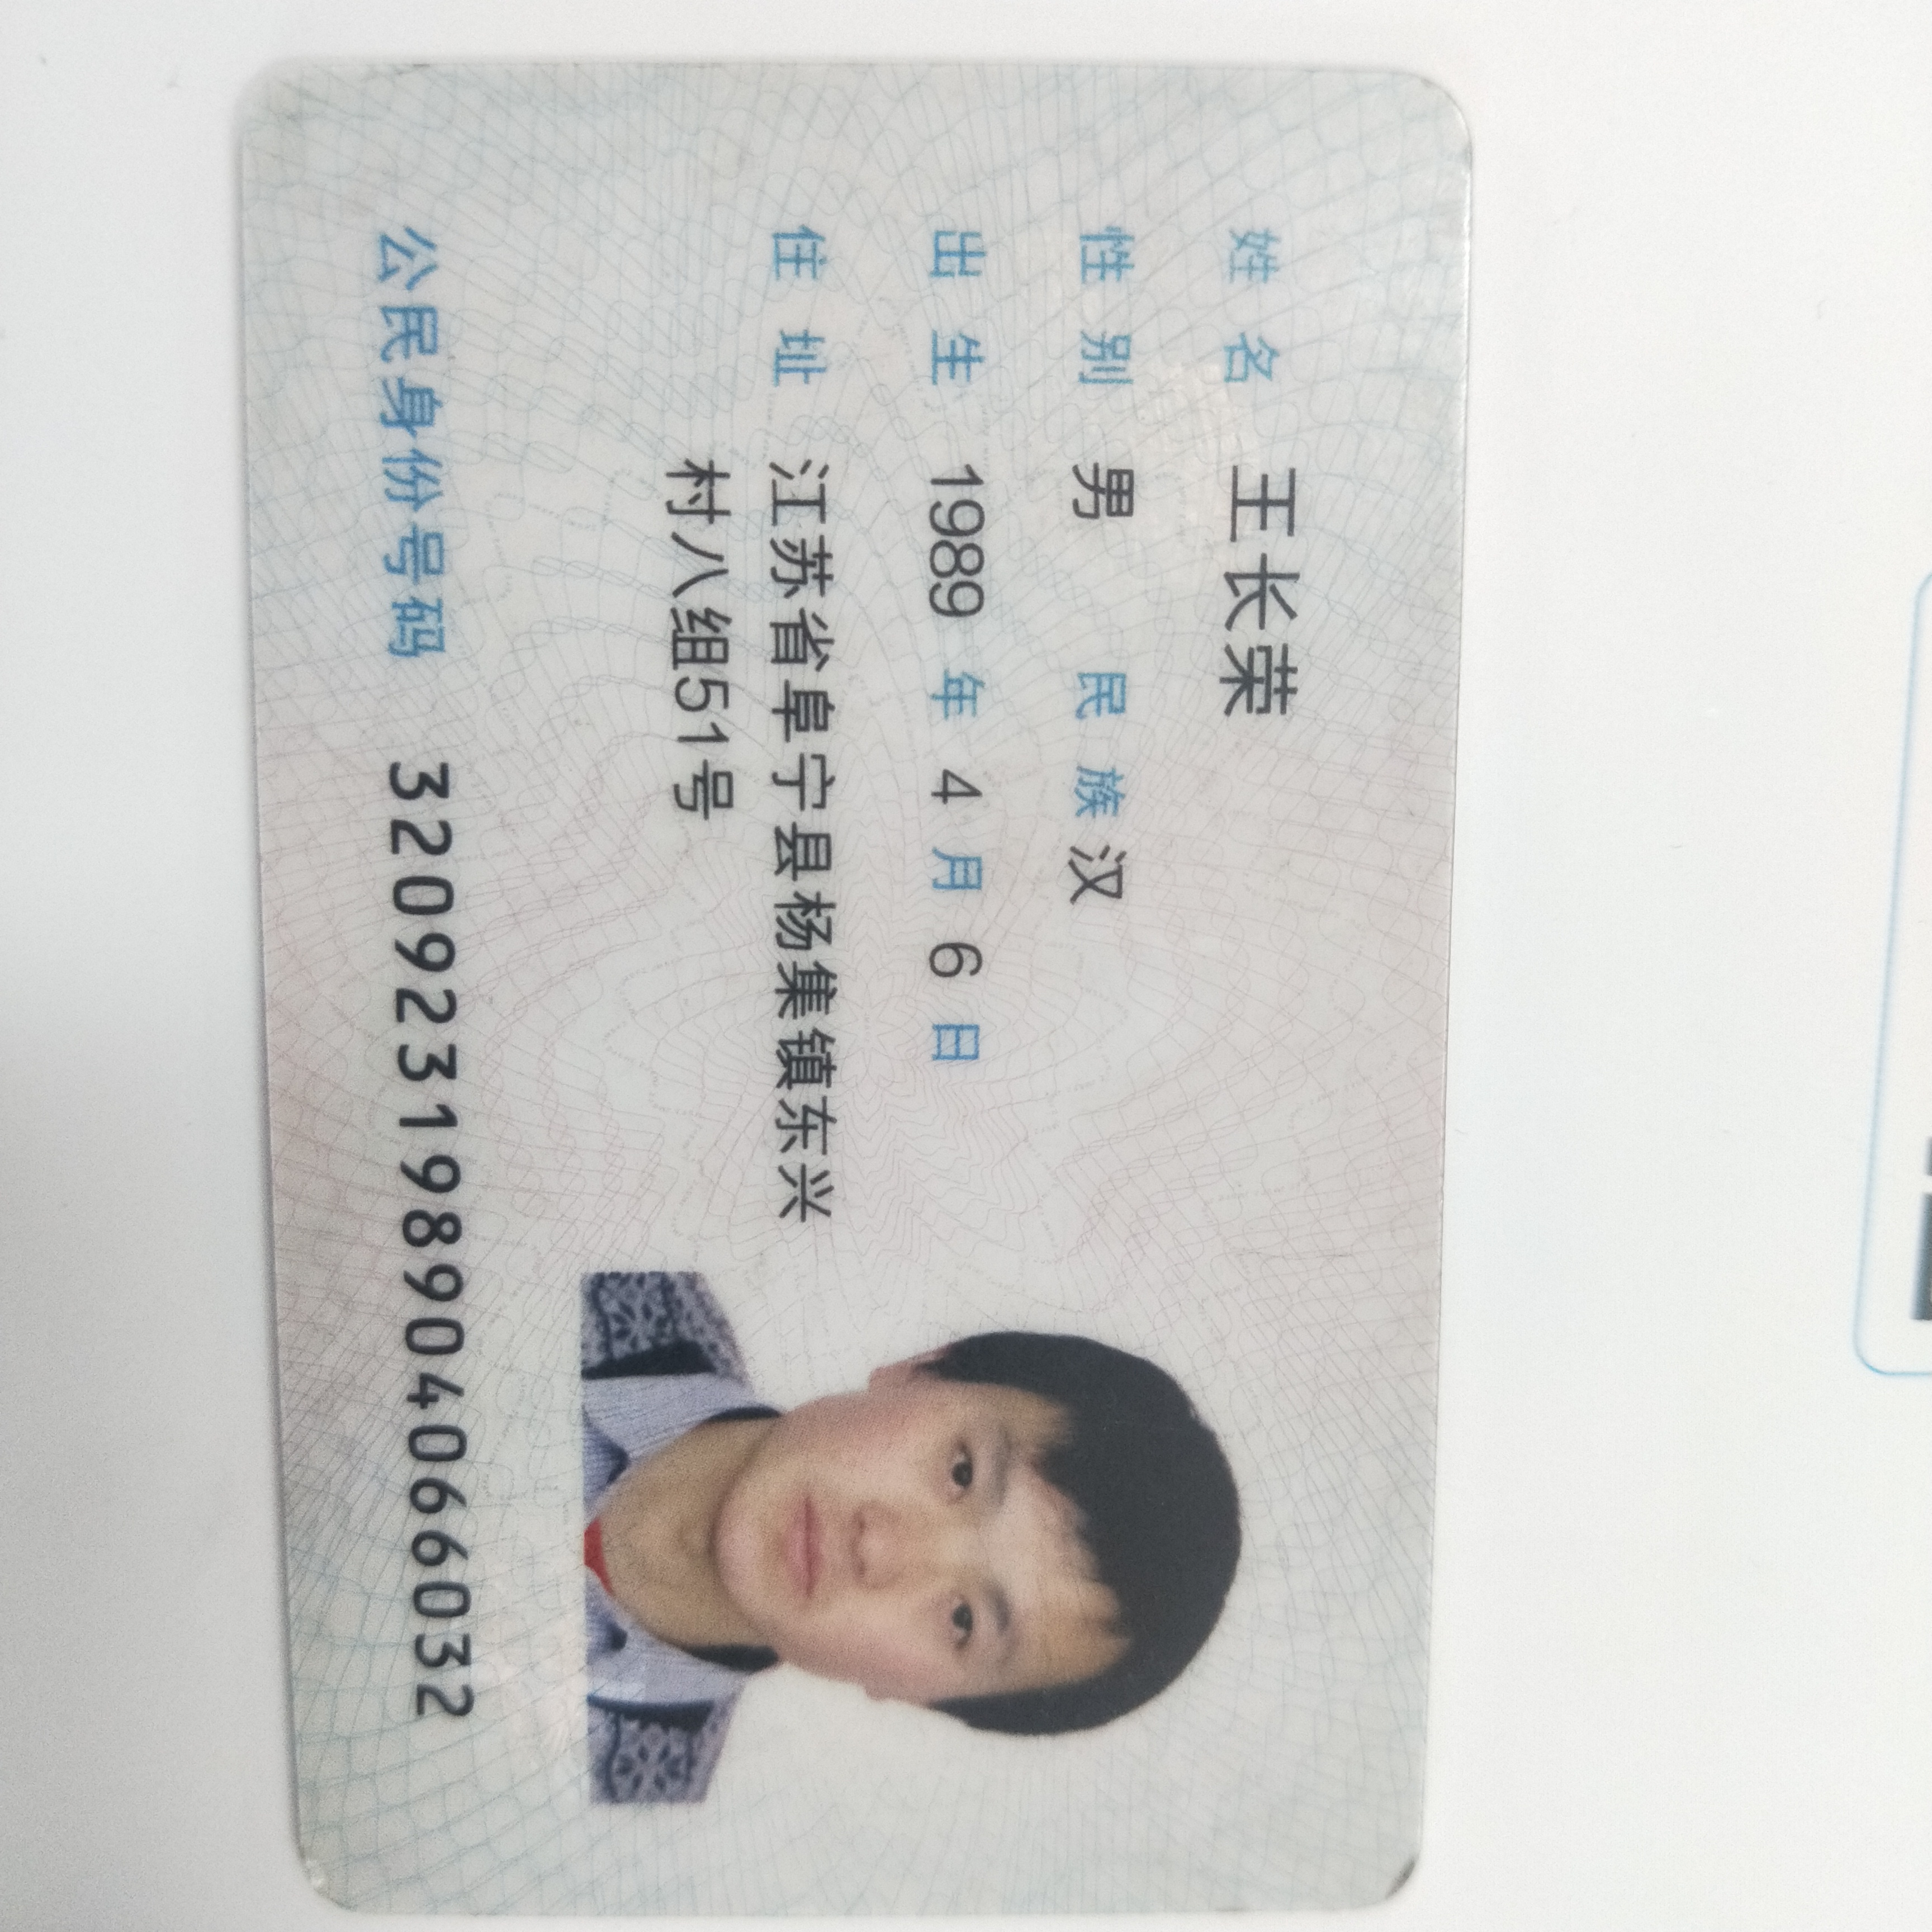 姓名 王长荣
性别 男 民族 汉
出生 1989 年 4 月 6 日
住址 江苏省阜宁县杨集镇东兴
村八组51号
公民身份号码 320923198904066032